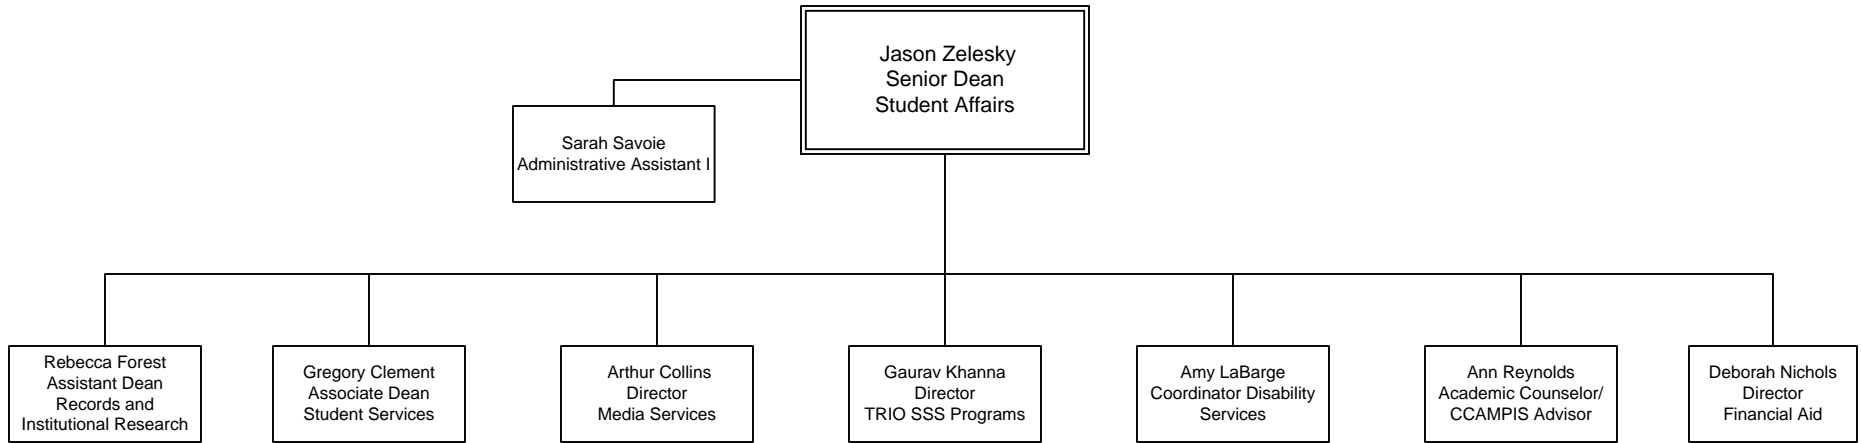 Jason Zelesky
Senior Dean
Student Affairs
Sarah Savoie
Administrative Assistant I
Rebecca Forest
Assistant Dean
Records and
Institutional Research
Gregory Clement
Associate Dean
Student Services
Arthur Collins
Director
Media Services
Gaurav Khanna
Director
TRIO SSS Programs
Amy LaBarge
Coordinator Disability
Services
Ann Reynolds
Academic Counselor/
CCAMPIS Advisor
Deborah Nichols
Director
Financial Aid